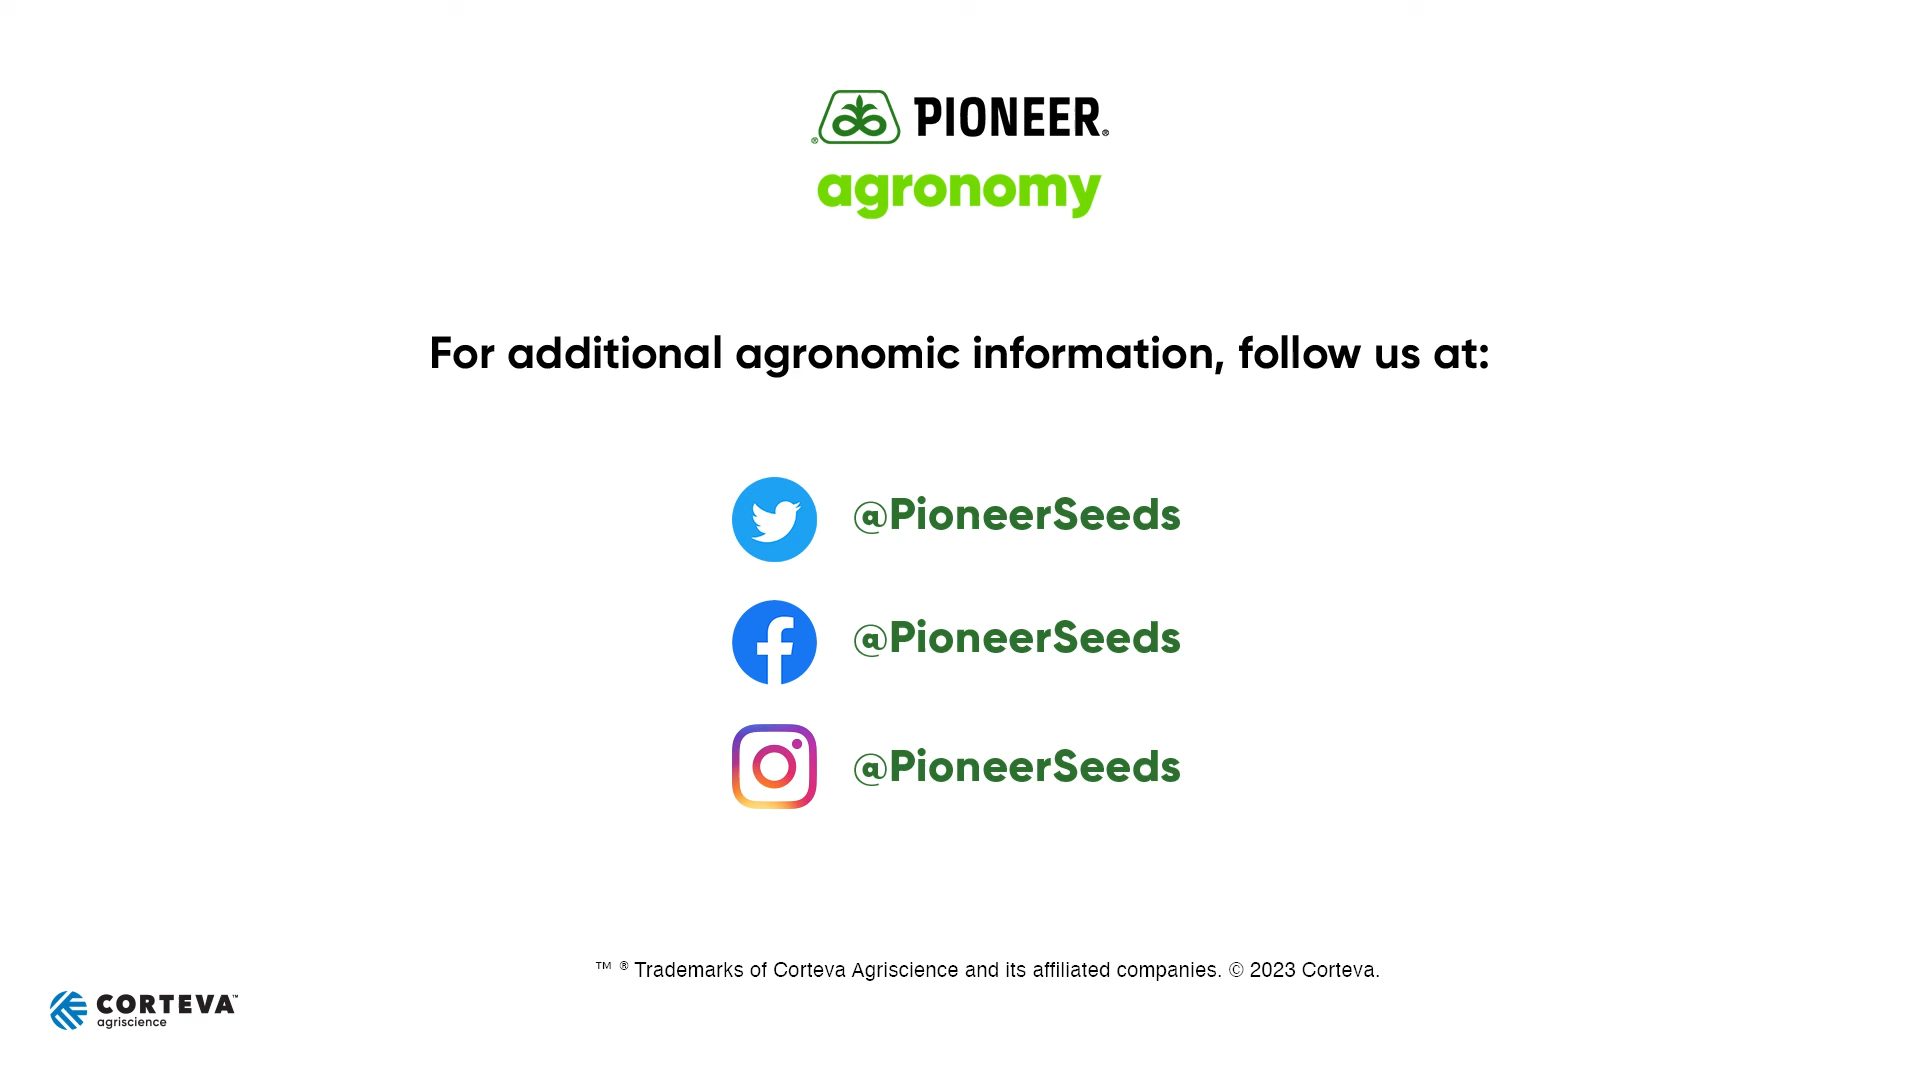 PIONEER®
agronomy
For additional agronomic information, follow us at:
@PioneerSeeds
@PioneerSeeds
@PioneerSeeds
™ ® Trademarks of Corteva Agriscience and its affiliated companies. © 2023 Corteva.
CORTEVA™
agriscience